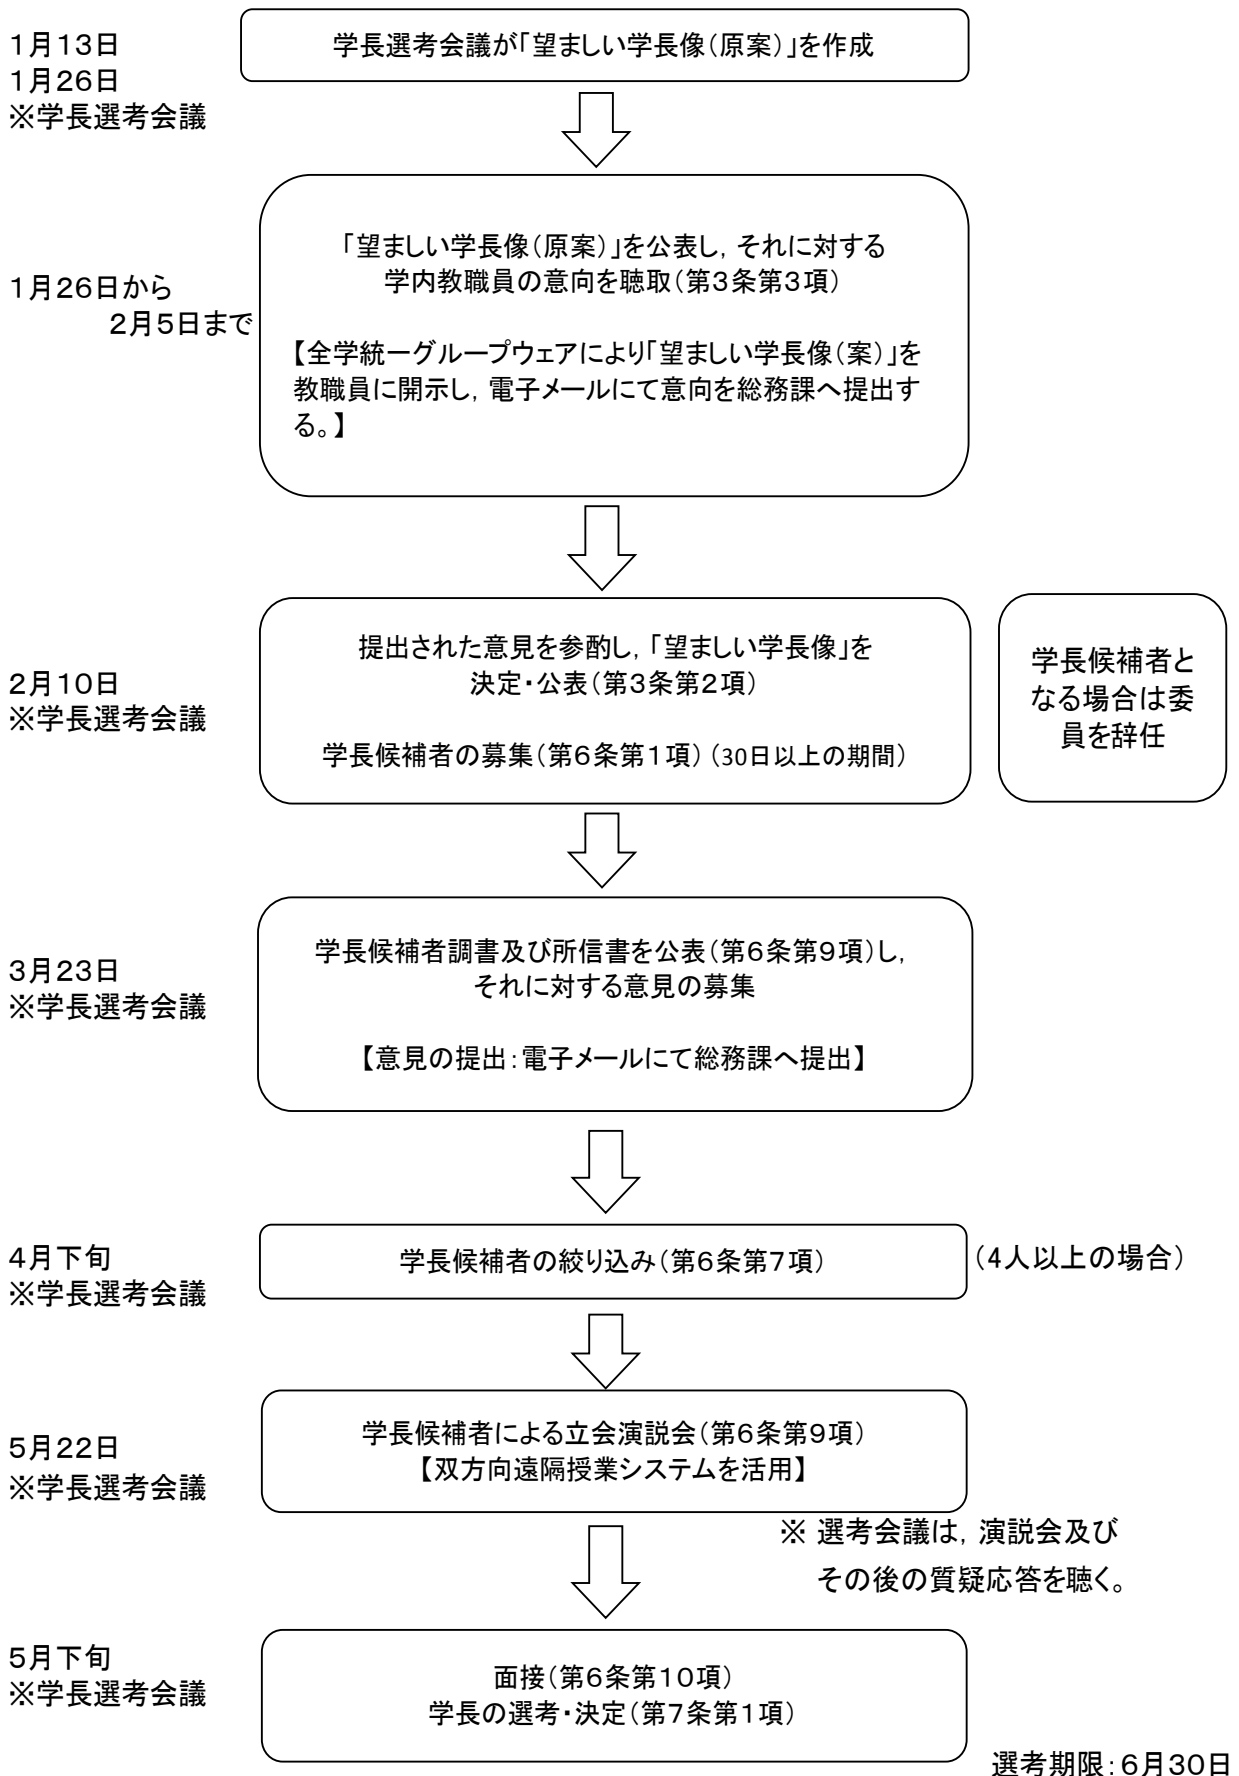 1月13日
1月26日
※学長選考会議
学長選考会議が「望ましい学長像(原案)」を作成
1月26日から
2月5日まで
「望ましい学長像(原案)」を公表し,それに対する
学内教職員の意向を聴取(第3条第3項)
【全学統一グループウェアにより「望ましい学長像(案)」を
教職員に開示し,電子メールにて意向を総務課へ提出す
る。】
2月10日
※学長選考会議
提出された意見を参酌し,「望ましい学長像」を
決定・公表(第3条第2項)
学長候補者の募集(第6条第1項)(30日以上の期間)
学長候補者と
なる場合は委
員を辞任
3月23日
※学長選考会議
学長候補者調書及び所信書を公表(第6条第9項)し,
それに対する意見の募集
【意見の提出:電子メールにて総務課へ提出】
4月下旬
※学長選考会議
学長候補者の絞り込み(第6条第7項)
(4人以上の場合)
5月22日
※学長選考会議
学長候補者による立会演説会(第6条第9項)
【双方向遠隔授業システムを活用】
※ 選考会議は,演説会及び
その後の質疑応答を聴く。
5月下旬
※学長選考会議
面接(第6条第10項)
学長の選考・決定(第7条第1項)
選考期限:6月30日